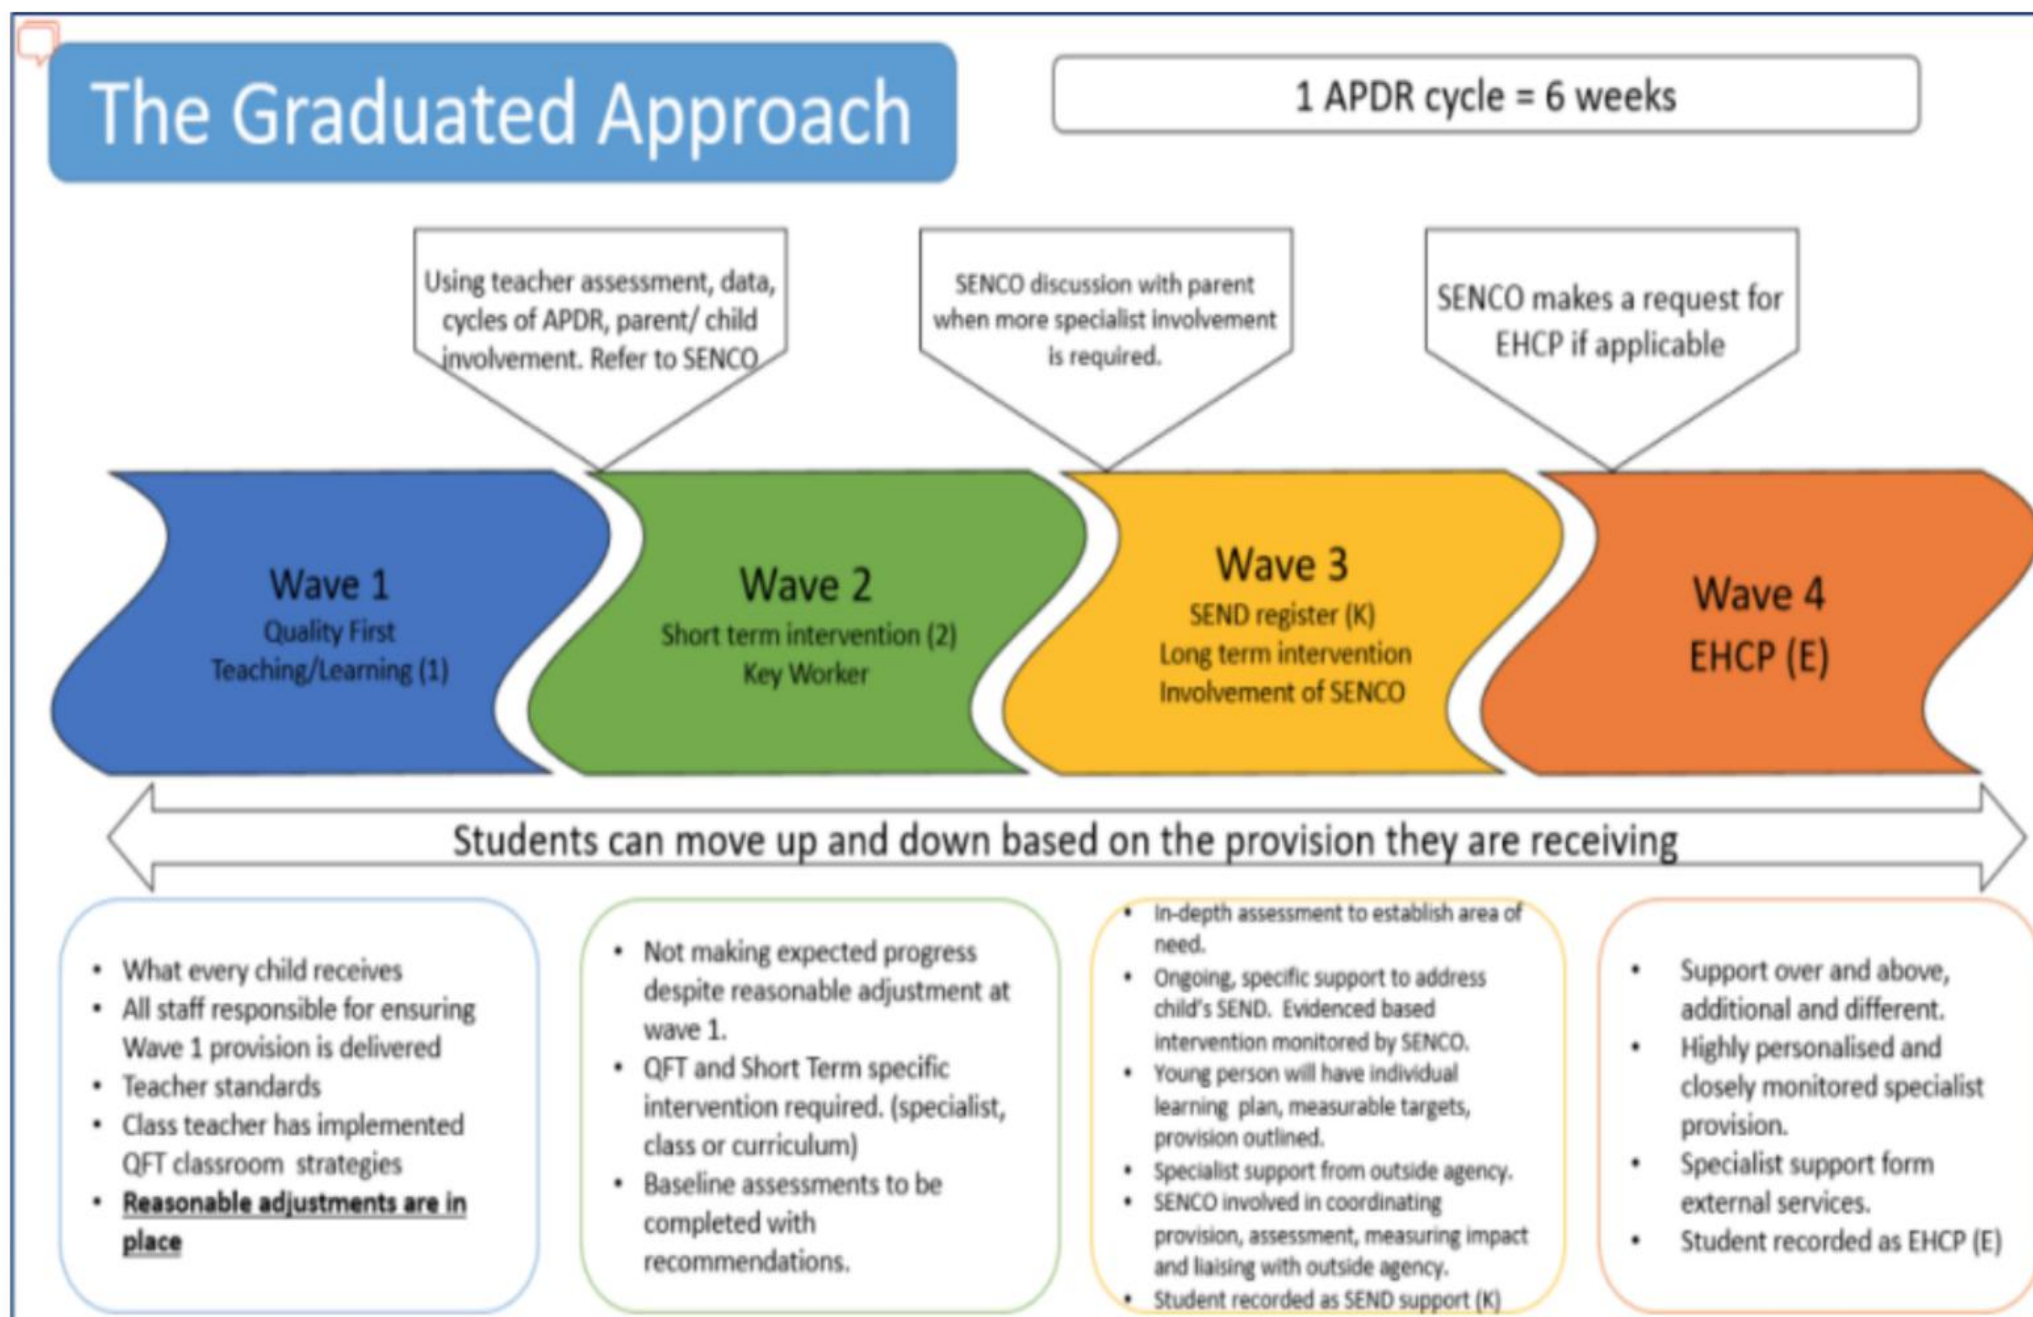 The Graduated Approach
1 APDR cycle = 6 weeks
Using teacher assessment, data,
cycles of APDR, parent/ child
involvement. Refer to SENCO
SENCO discussion with parent
when more specialist involvement
is required.
SENCO makes a request for
EHCP if applicable
Wave 1
Quality First
Teaching/Learning (1)
Wave 2
Short term intervention (2)
Key Worker
Wave 3
SEND register (K)
Long term intervention
Involvement of SENCO
Wave 4
EHCP (E)
Students can move up and down based on the provision they are receiving
• What every child receives
• All staff responsible for ensuring
Wave 1 provision is delivered
• Teacher standards
• Class teacher has implemented
QFT classroom strategies
• Reasonable adjustments are in
place
• Not making expected progress
despite reasonable adjustment at
wave 1.
• QFT and Short Term specific
intervention required. (specialist,
class or curriculum)
• Baseline assessments to be
completed with
recommendations.
• In-depth assessment to establish area of
need.
• Ongoing, specific support to address
child's SEND. Evidenced based
intervention monitored by SENCO.
• Young person will have individual
learning plan, measurable targets,
provision outlined.
• Specialist support from outside agency.
• SENCO involved in coordinating
provision, assessment, measuring impact
and liaising with outside agency.
• Student recorded as SEND support (K)
• Support over and above,
additional and different.
• Highly personalised and
closely monitored specialist
provision.
• Specialist support form
external services.
• Student recorded as EHCP (E)